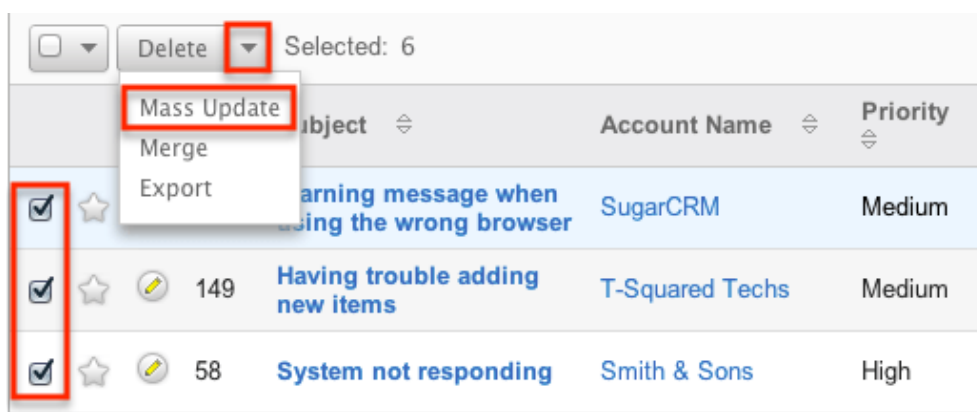 Delete Selected: 6
Mass Update
Merge
Export
ubject Account Name Priority
arning message when
sing the wrong browser SugarCRM Medium
149 Having trouble adding
new items T-Squared Techs Medium
58 System not responding Smith & Sons High